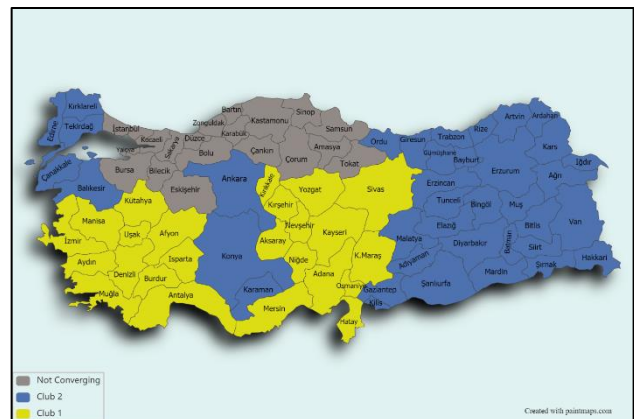 Kırklareli
Edirne
Tekirdağ
İstanbul
Kocaeli
Yalova
Sakarya
Düzce
Zonguldak
Bartın
Karabük
Kastamonu
Sinop
Samsun
Bolu
Çankırı
Çorum
Amasya
Tokat
Ordu
Giresun
Trabzon
Rize
Artvin
Ardahan
Gümüşhane
Bayburt
Kars
Iğdır
Erzurum
Ağrı
Çanakkale
Balıkesir
Bursa
Bilecik
Eskişehir
Ankara
Kırıkkale
Yozgat
Sivas
Erzincan
Tunceli
Bingöl
Muş
Van
Kütahya
Manisa
Uşak
Afyon
Kırşehir
Nevşehir
Kayseri
Malatya
Elazığ
Diyarbakır
Batman
Bitlis
Siirt
Hakkari
İzmir
Aydın
Denizli
Isparta
Burdur
Konya
Aksaray
Niğde
K.Maraş
Adıyaman
Mardin
Şırnak
Muğla
Antalya
Karaman
Mersin
Adana
Osmaniye
Gaziantep
Şanlıurfa
Kilis
Hatay
Not Converging
Club 2
Club 1
Created with paintmaps.com